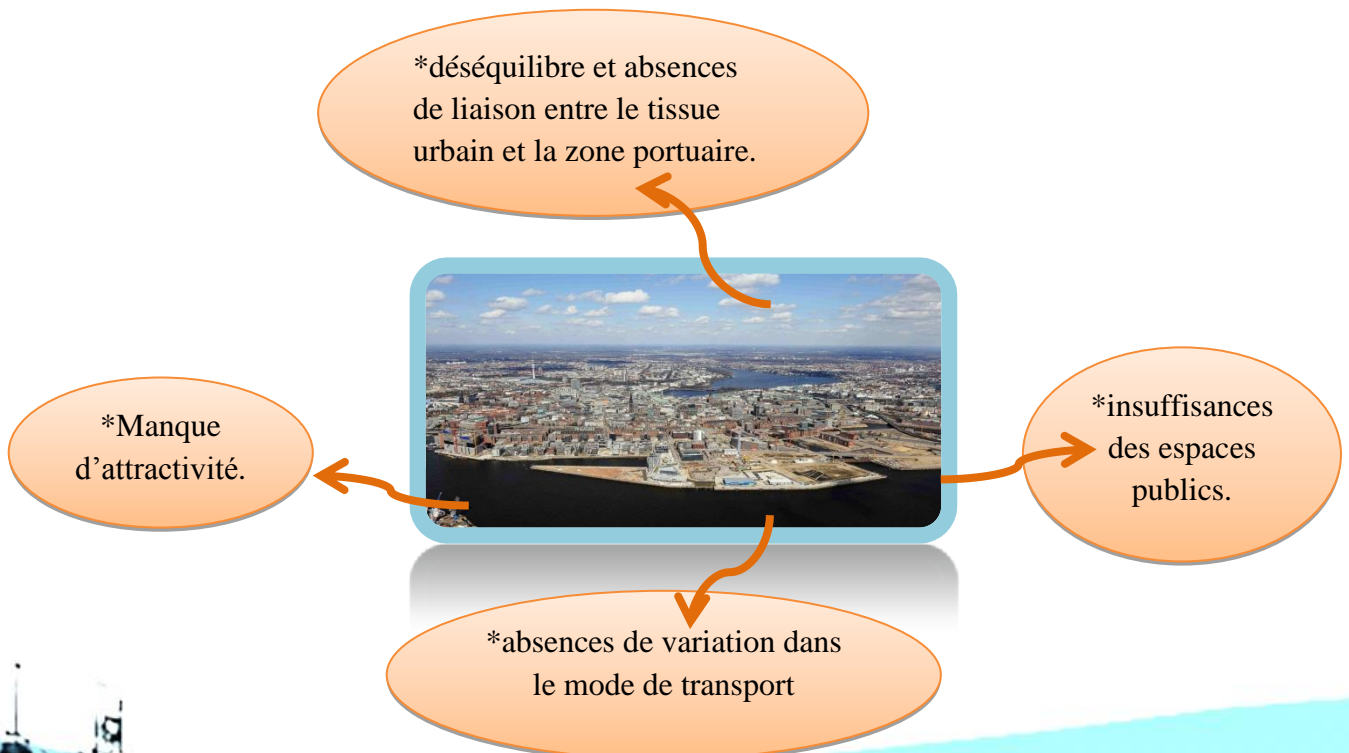 *déséquilibre et absences
de liaison entre le tissue
urbain et la zone portuaire.
*Manque
d’attractivité.
*insuffisances
des espaces
publics.
*absences de variation dans
le mode de transport